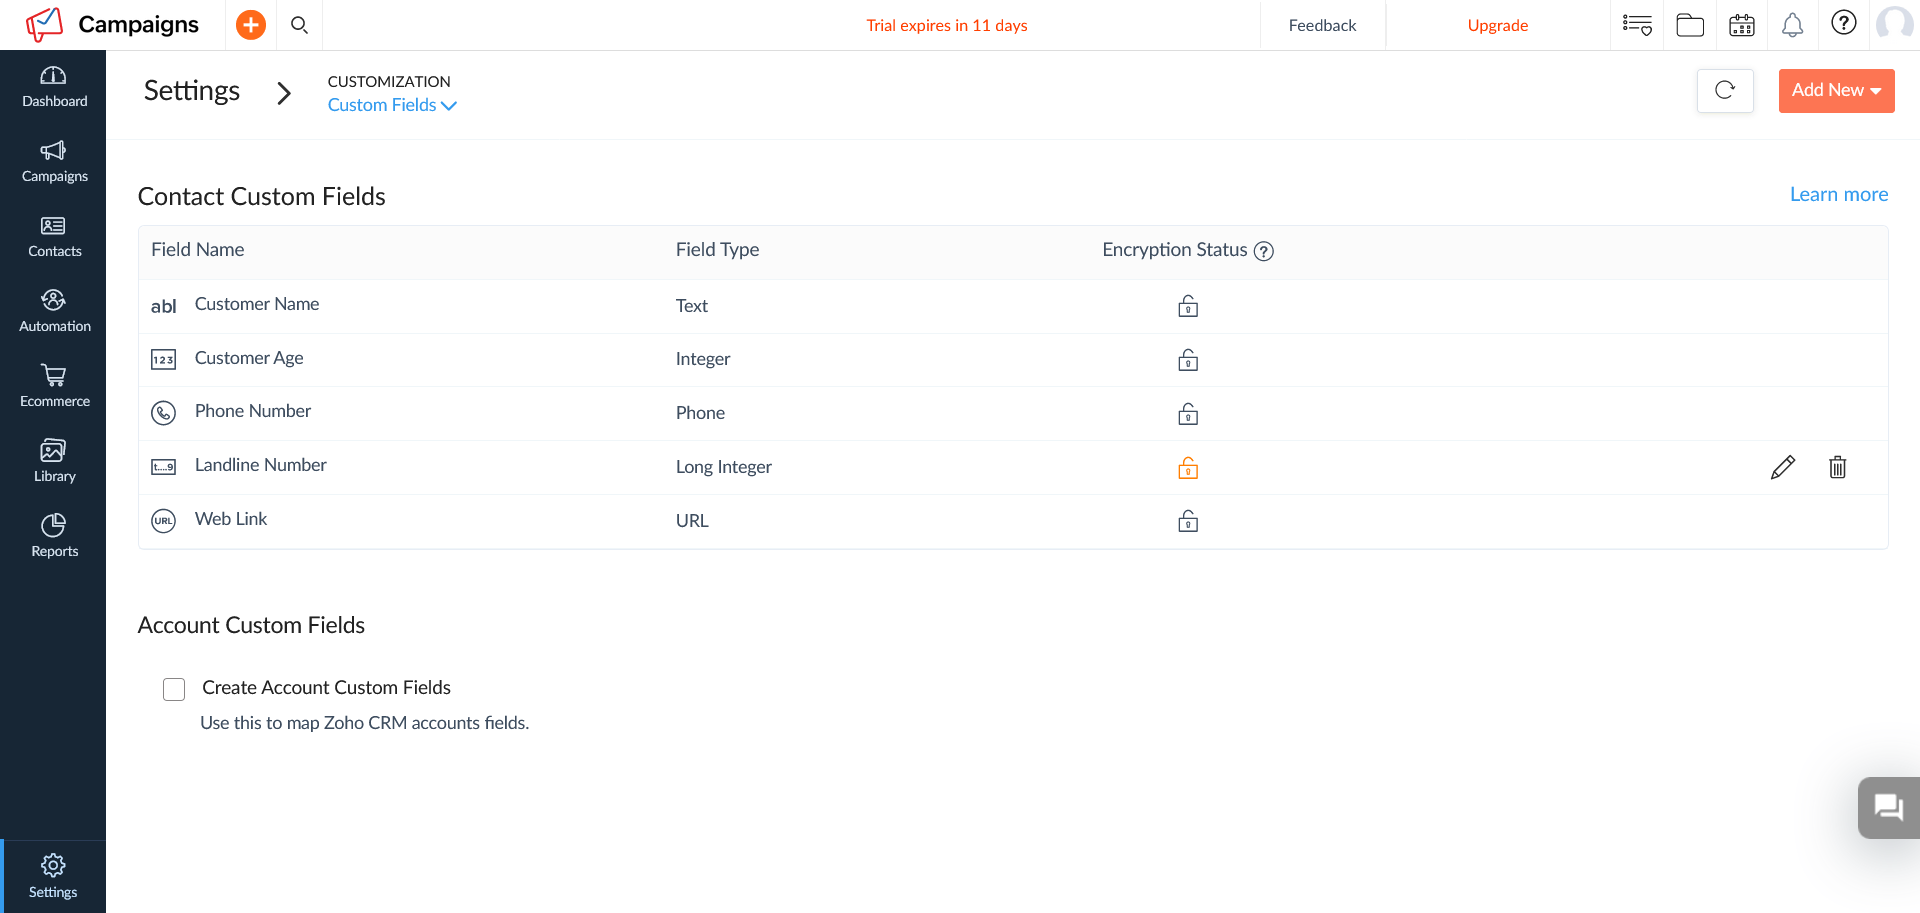 Campaigns
Trial expires in 11 days
Feedback
Upgrade
Dashboard
Campaigns
Contacts
Automation
Ecommerce
Library
Reports
Settings
Settings
CUSTOMIZATION
Custom Fields
Add New
Contact Custom Fields
Learn more
Field Name Field Type Encryption Status ?
abl Customer Name Text
123 Customer Age Integer
Phone Number Phone
t....9 Landline Number Long Integer
URL Web Link URL
Account Custom Fields
Create Account Custom Fields
Use this to map Zoho CRM accounts fields.